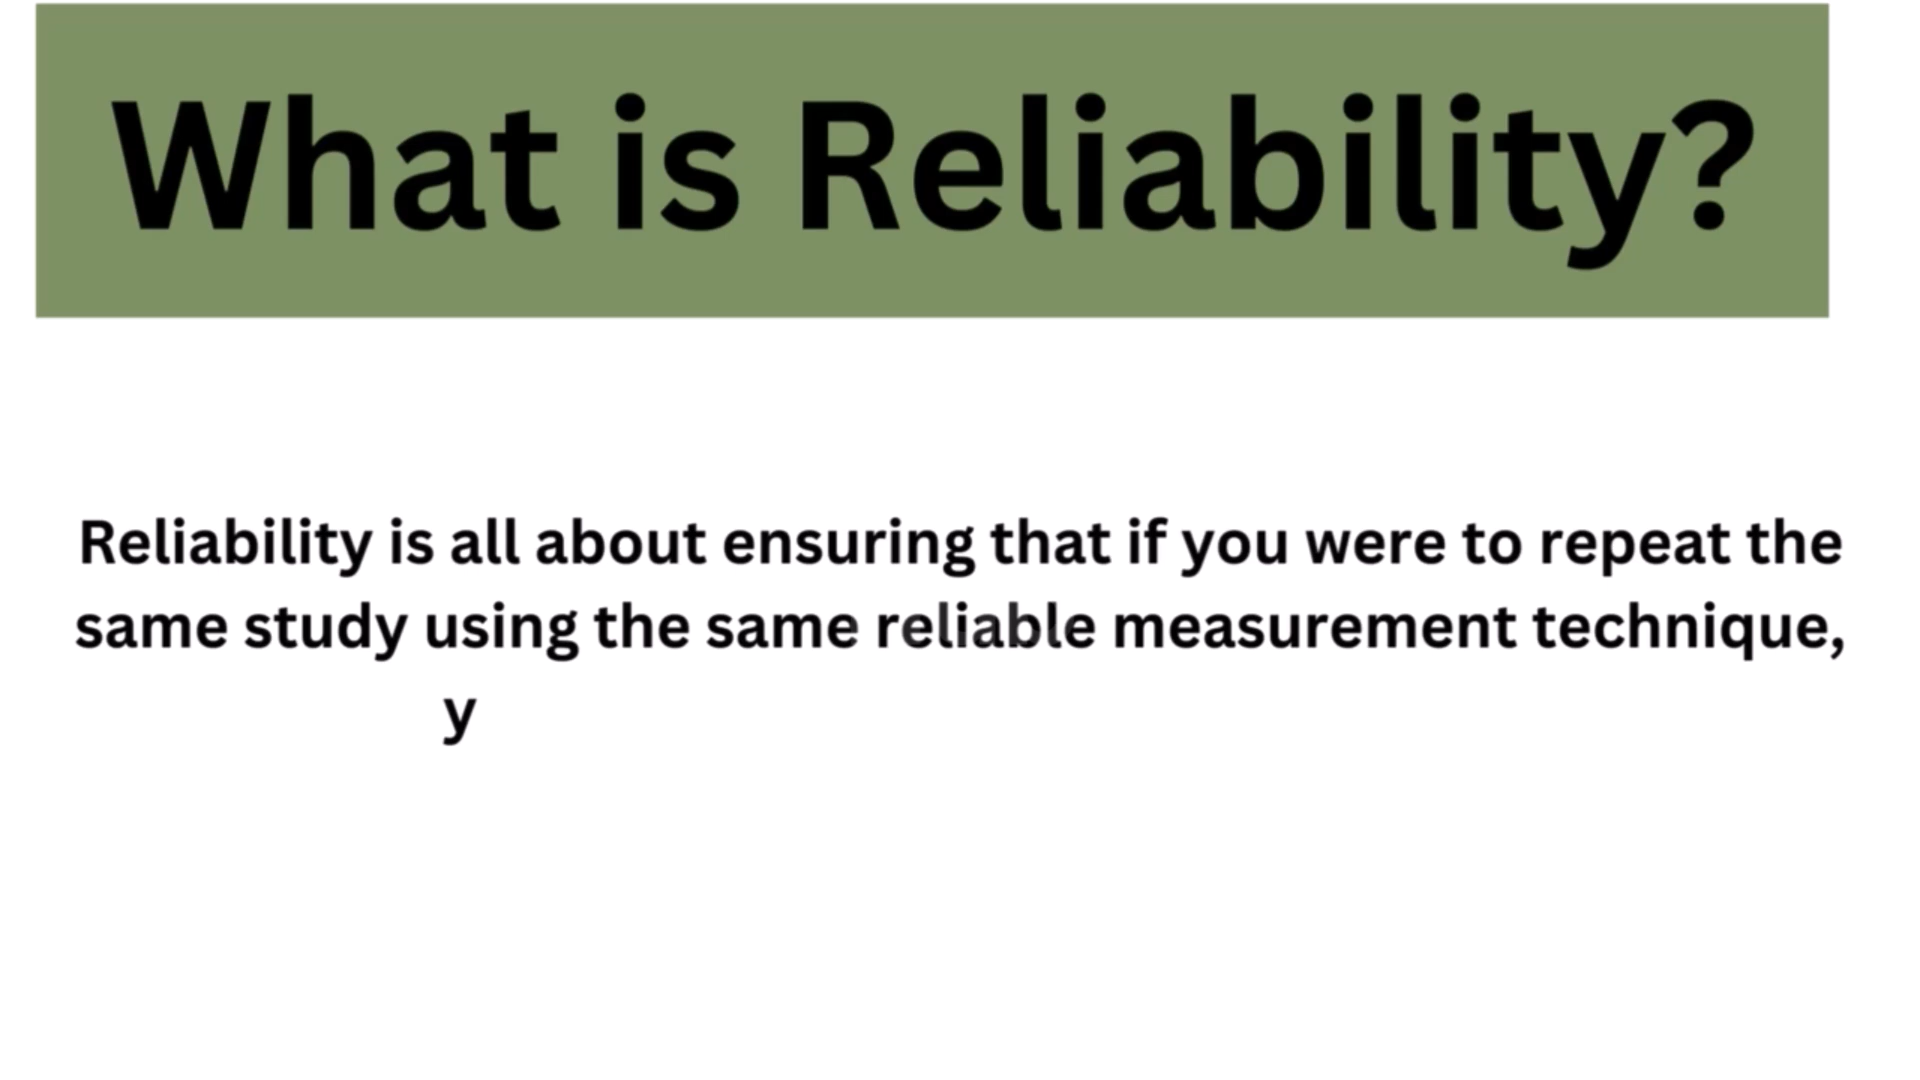 What is Reliability?
Reliability is all about ensuring that if you were to repeat the
same study using the same reliable measurement technique,
y